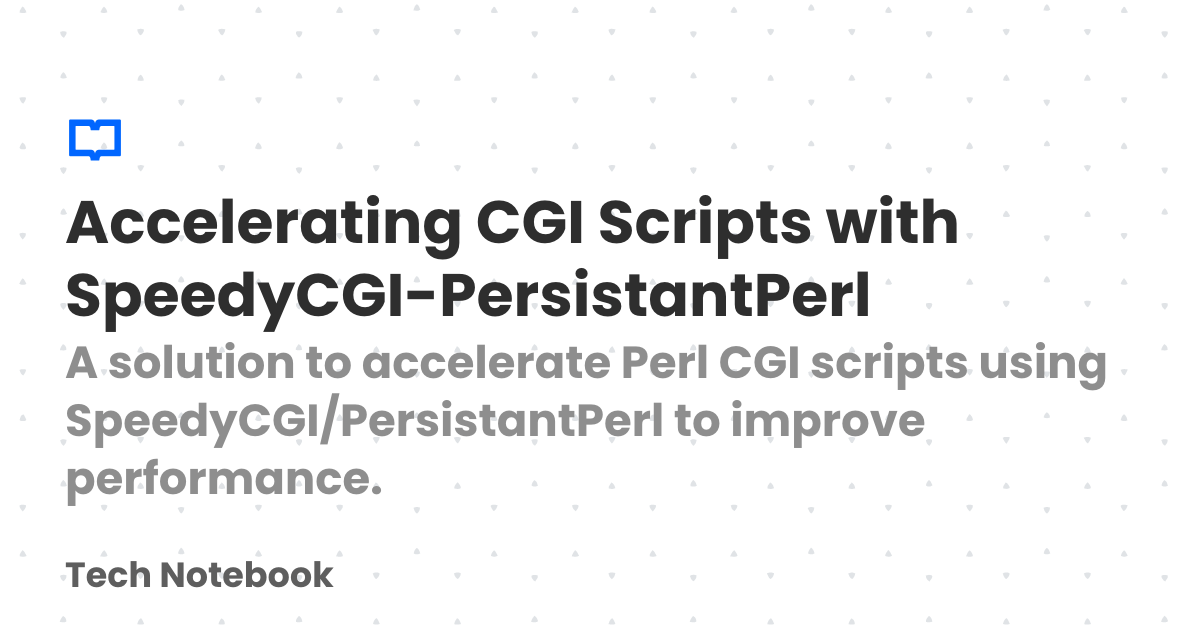 Accelerating CGI Scripts with
SpeedyCGI-PersistantPerl
A solution to accelerate Perl CGI scripts using
SpeedyCGI/PersistantPerl to improve
performance.
Tech Notebook